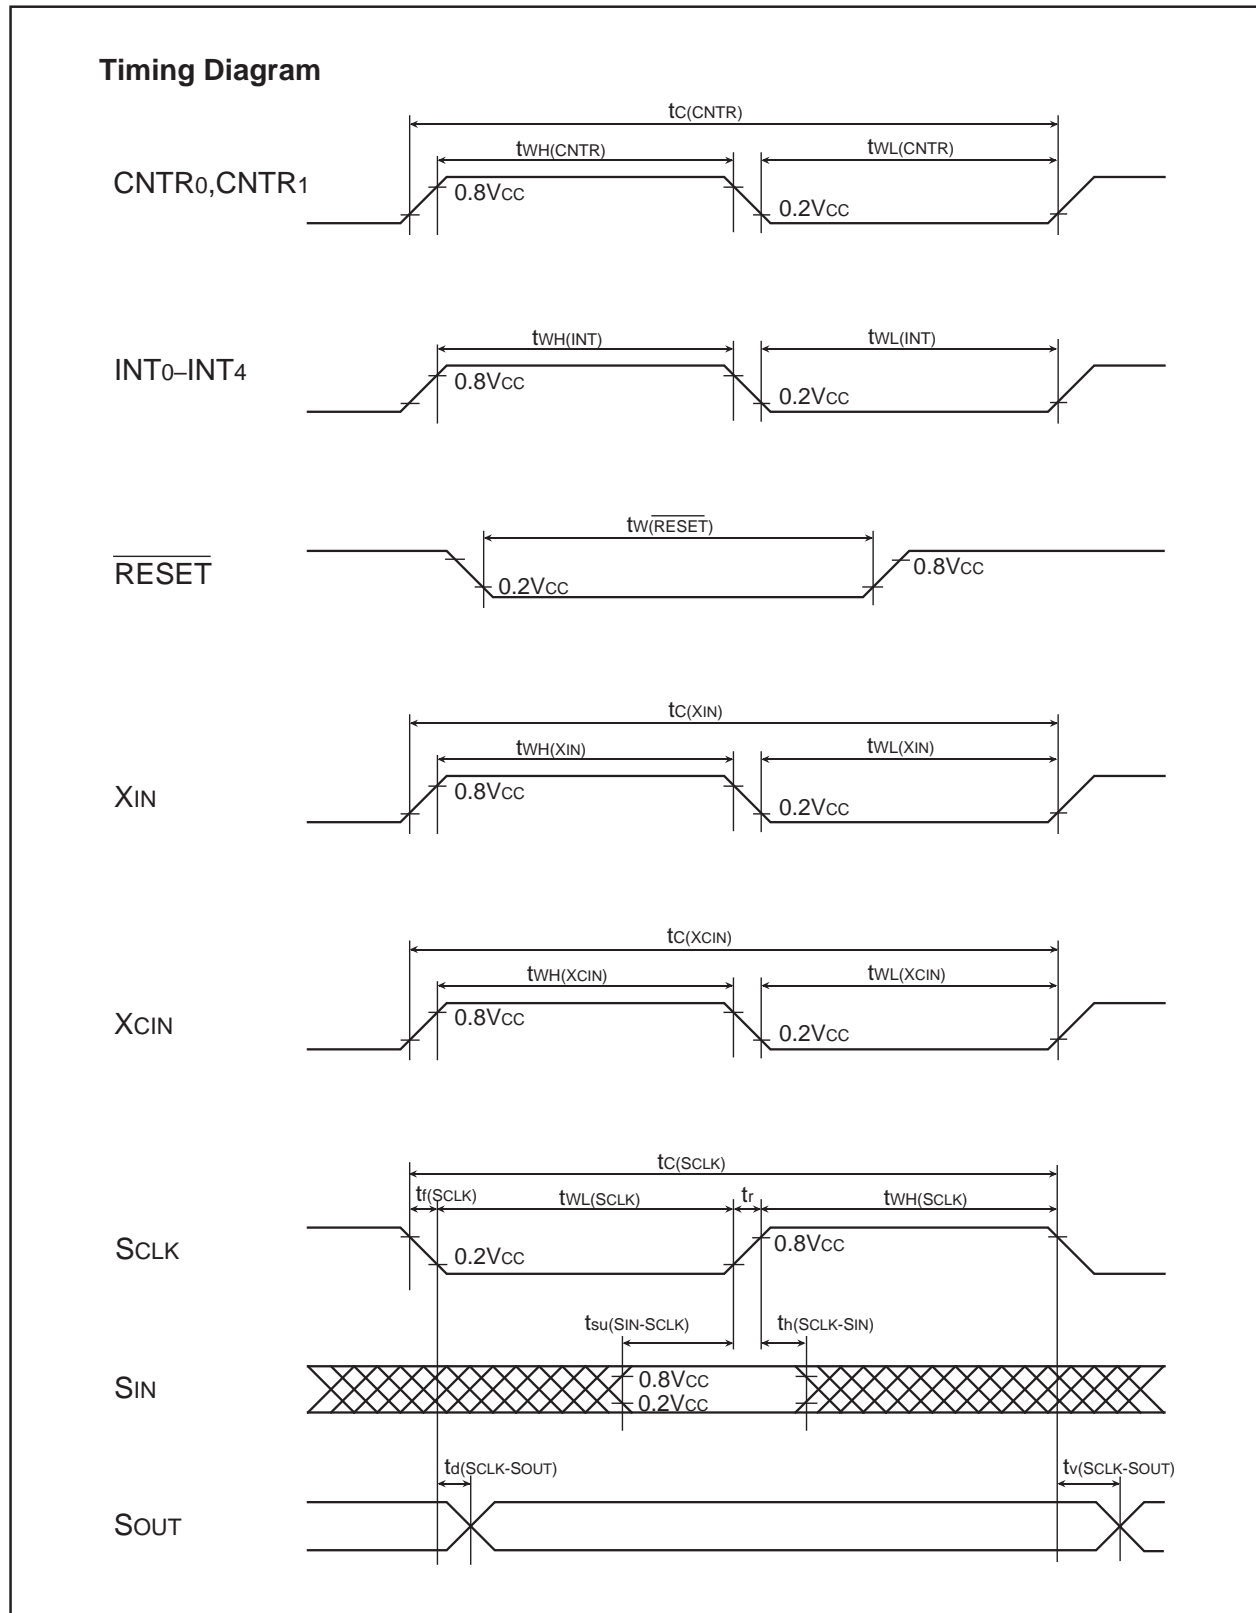 Timing Diagram
tC(CNTR)
tWH(CNTR)
tWL(CNTR)
CNTR0,CNTR1
0.8VCC
0.2VCC
tWH(INT)
tWL(INT)
INT0–INT4
0.8VCC
0.2VCC
tW(RESET)
RESET
0.2VCC
0.8VCC
tC(XIN)
tWH(XIN)
tWL(XIN)
XIN
0.8VCC
0.2VCC
tC(XCIN)
tWH(XCIN)
tWL(XCIN)
XCIN
0.8VCC
0.2VCC
tC(SCLK)
tf(SCLK)
tWL(SCLK)
tr
tWH(SCLK)
SCLK
0.2VCC
0.8VCC
tsu(SIN-SCLK)
th(SCLK-SIN)
SIN
0.8VCC
0.2VCC
td(SCLK-SOUT)
tv(SCLK-SOUT)
SOUT